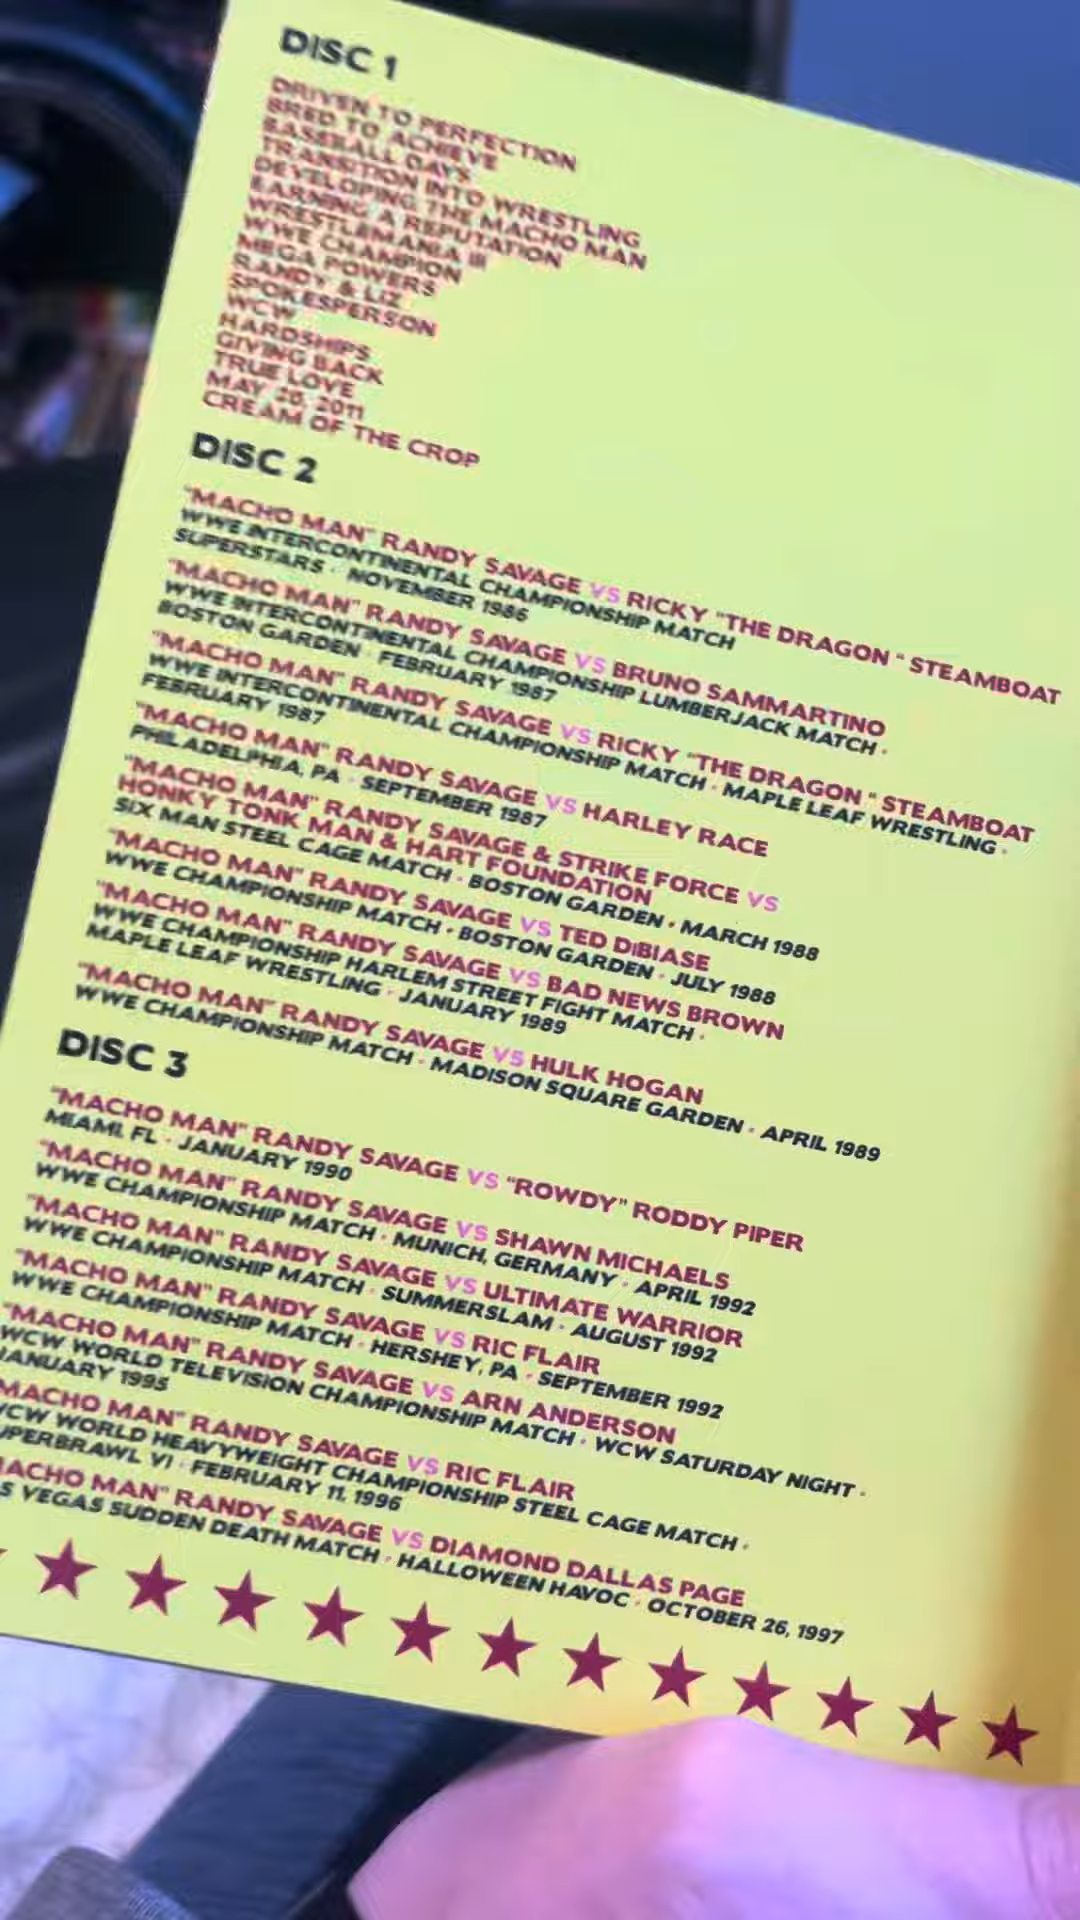 DISC 1
DRIVEN TO PERFECTION
BRED TO ACHIEVE
BASEBALL DAYS
TRANSITION INTO WRESTLING
DEVELOPING THE MACHO MAN
EARNING A REPUTATION
WRESTLEMANIA III
WWE CHAMPION
MEGA POWERS
RANDY & LIZ
SPOKESPERSON
WCW
HARDSHIPS
GIVING BACK
TRUE LOVE
MAY 20, 2011
CREAM OF THE CROP
DISC 2
"MACHO MAN" RANDY SAVAGE VS RICKY "THE DRAGON " STEAMBOAT
WWE INTERCONTINENTAL CHAMPIONSHIP MATCH
SUPERSTARS · NOVEMBER 1986
"MACHO MAN" RANDY SAVAGE VS BRUNO SAMMARTINO
WWE INTERCONTINENTAL CHAMPIONSHIP LUMBERJACK MATCH ·
BOSTON GARDEN · FEBRUARY 1987
"MACHO MAN" RANDY SAVAGE VS RICKY "THE DRAGON " STEAMBOAT
WWE INTERCONTINENTAL CHAMPIONSHIP MATCH · MAPLE LEAF WRESTLING ·
FEBRUARY 1987
"MACHO MAN" RANDY SAVAGE VS HARLEY RACE
PHILADELPHIA, PA · SEPTEMBER 1987
"MACHO MAN" RANDY SAVAGE & STRIKE FORCE VS
HONKY TONK MAN & HART FOUNDATION
SIX MAN STEEL CAGE MATCH · BOSTON GARDEN · MARCH 1988
"MACHO MAN" RANDY SAVAGE VS TED DiBIASE
WWE CHAMPIONSHIP MATCH · BOSTON GARDEN · JULY 1988
"MACHO MAN" RANDY SAVAGE VS BAD NEWS BROWN
WWE CHAMPIONSHIP HARLEM STREET FIGHT MATCH ·
MAPLE LEAF WRESTLING · JANUARY 1989
"MACHO MAN" RANDY SAVAGE VS HULK HOGAN
WWE CHAMPIONSHIP MATCH · MADISON SQUARE GARDEN · APRIL 1989
DISC 3
"MACHO MAN" RANDY SAVAGE VS "ROWDY" RODDY PIPER
MIAMI, FL · JANUARY 1990
"MACHO MAN" RANDY SAVAGE VS SHAWN MICHAELS
WWE CHAMPIONSHIP MATCH · MUNICH, GERMANY · APRIL 1992
"MACHO MAN" RANDY SAVAGE VS ULTIMATE WARRIOR
WWE CHAMPIONSHIP MATCH · SUMMERSLAM · AUGUST 1992
"MACHO MAN" RANDY SAVAGE VS RIC FLAIR
WWE CHAMPIONSHIP MATCH · HERSHEY, PA · SEPTEMBER 1992
"MACHO MAN" RANDY SAVAGE VS ARN ANDERSON
WCW WORLD TELEVISION CHAMPIONSHIP MATCH · WCW SATURDAY NIGHT ·
JANUARY 1995
MACHO MAN" RANDY SAVAGE VS RIC FLAIR
WCW WORLD HEAVYWEIGHT CHAMPIONSHIP STEEL CAGE MATCH ·
UPERBRAWL VI · FEBRUARY 11, 1996
MACHO MAN" RANDY SAVAGE VS DIAMOND DALLAS PAGE
S VEGAS SUDDEN DEATH MATCH · HALLOWEEN HAVOC · OCTOBER 26, 1997